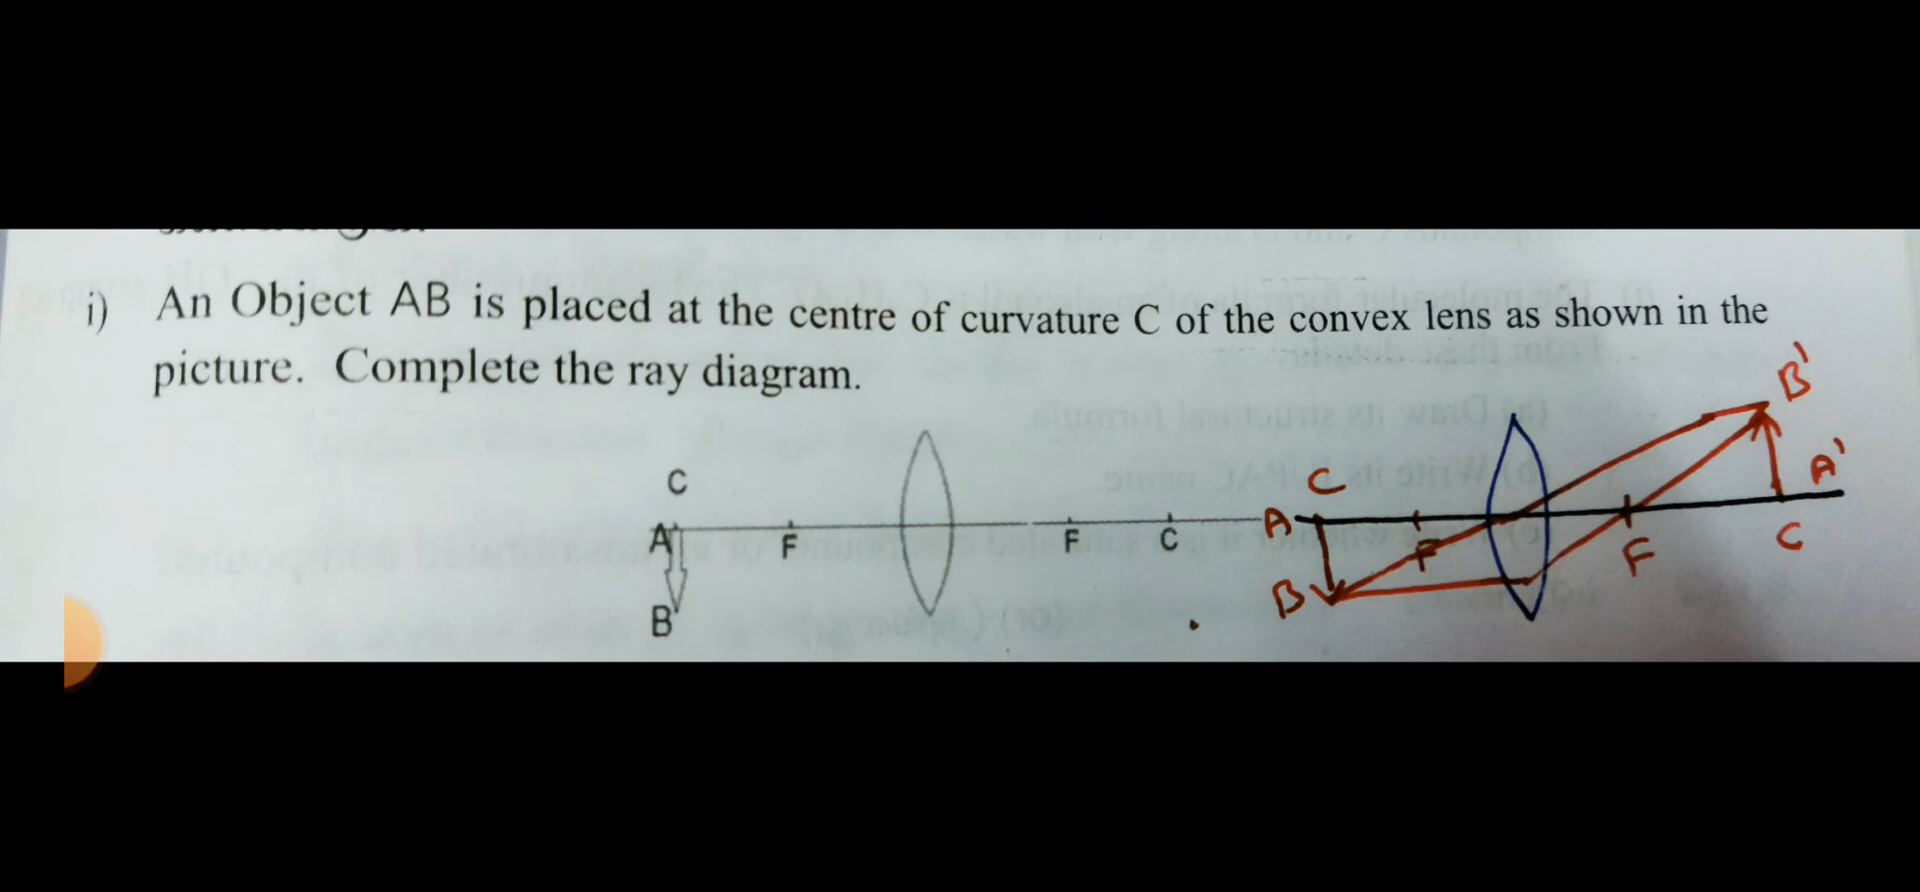 i) An Object AB is placed at the centre of curvature C of the convex lens as shown in the
picture. Complete the ray diagram.
C
A F F C
B
B'
C A'
A
B F F C